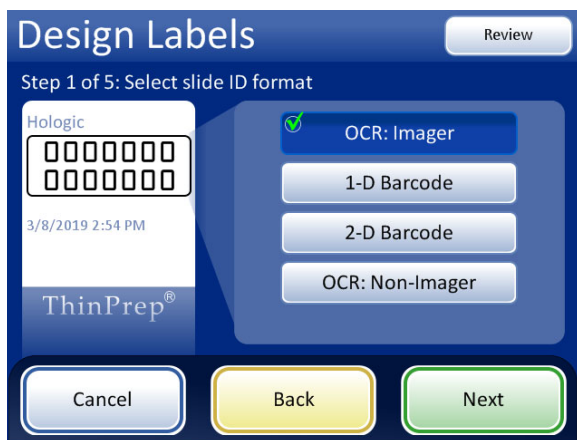 Design Labels
Review
Step 1 of 5: Select slide ID format
Hologic
0000000
0000000
3/8/2019 2:54 PM
ThinPrep®
OCR: Imager
1-D Barcode
2-D Barcode
OCR: Non-Imager
Cancel
Back
Next